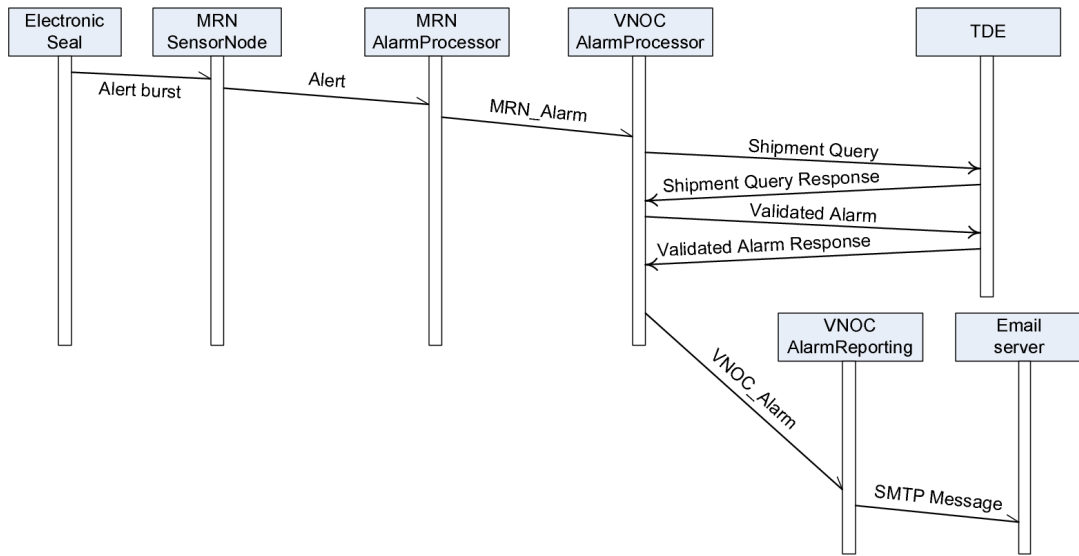 Electronic
Seal
MRN
SensorNode
MRN
AlarmProcessor
VNOC
AlarmProcessor
TDE
Alert burst
Alert
MRN_Alarm
Shipment Query
Shipment Query Response
Validated Alarm
Validated Alarm Response
VNOC
AlarmReporting
Email
server
VNOC_Alarm
SMTP Message